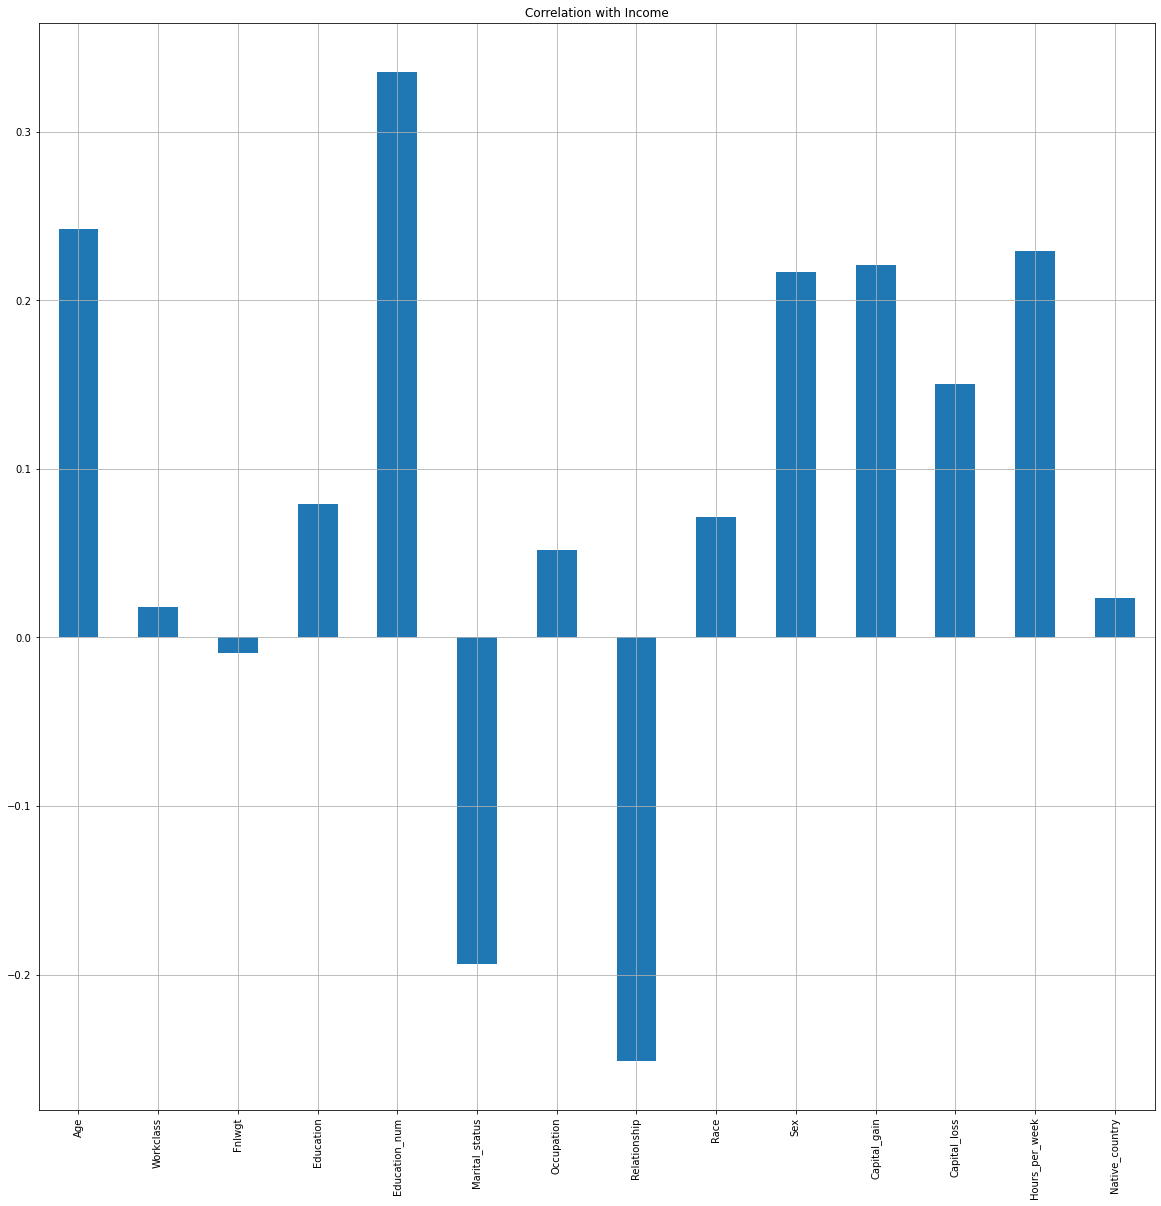 Correlation with Income
0.3
0.2
0.1
0.0
−0.1
−0.2
Age
Workclass
Fnlwgt
Education
Education_num
Marital_status
Occupation
Relationship
Race
Sex
Capital_gain
Capital_loss
Hours_per_week
Native_country